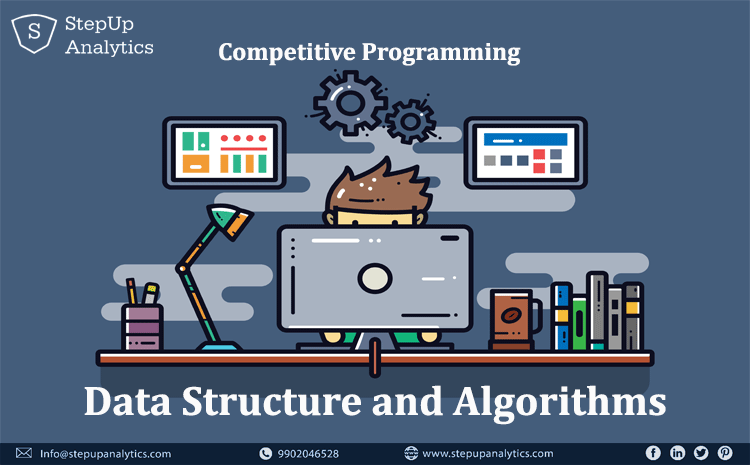 S
StepUp
Analytics
Competitive Programming
Data Structure and Algorithms
Info@stepupanalytics.com
9902046528
www.stepupanalytics.com